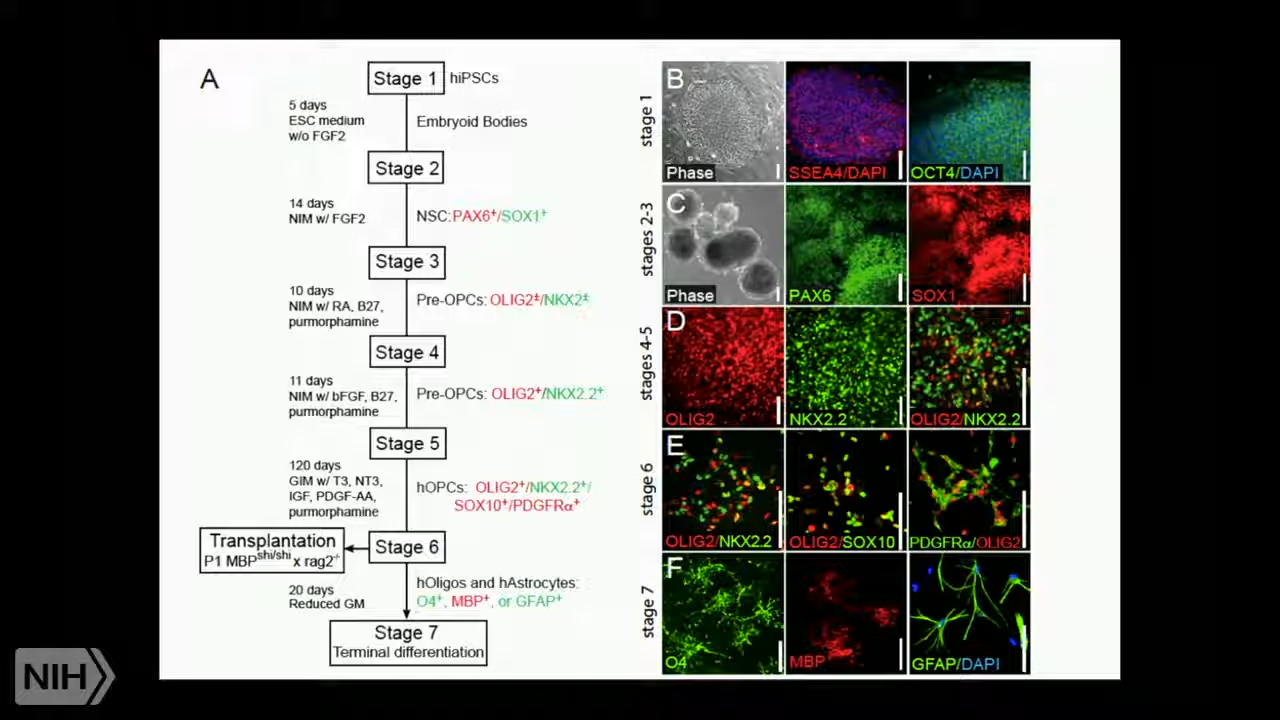 A
Stage 1 hiPSCs
5 days
ESC medium
w/o FGF2
Embryoid Bodies
Stage 2
14 days
NIM w/ FGF2
NSC: PAX6⁺/SOX1⁺
Stage 3
10 days
NIM w/ RA, B27,
purmorphamine
Pre-OPCs: OLIG2±/NKX2±
Stage 4
11 days
NIM w/ bFGF, B27,
purmorphamine
Pre-OPCs: OLIG2⁺/NKX2.2⁺
Stage 5
120 days
GIM w/ T3, NT3,
IGF, PDGF-AA,
purmorphamine
hOPCs: OLIG2⁺/NKX2.2⁺/
SOX10⁺/PDGFRα⁺
Transplantation
P1 MBPshi/shi x rag2-/-
Stage 6
20 days
Reduced GM
hOligos and hAstrocytes:
O4⁺, MBP⁺, or GFAP⁺
Stage 7
Terminal differentiation
stage 1
B
Phase
SSEA4/DAPI
OCT4/DAPI
stages 2-3
C
Phase
PAX6
SOX1
stages 4-5
D
OLIG2
NKX2.2
OLIG2/NKX2.2
stage 6
E
OLIG2/NKX2.2
OLIG2/SOX10
PDGFRα/OLIG2
stage 7
F
O4
MBP
GFAP/DAPI
NIH